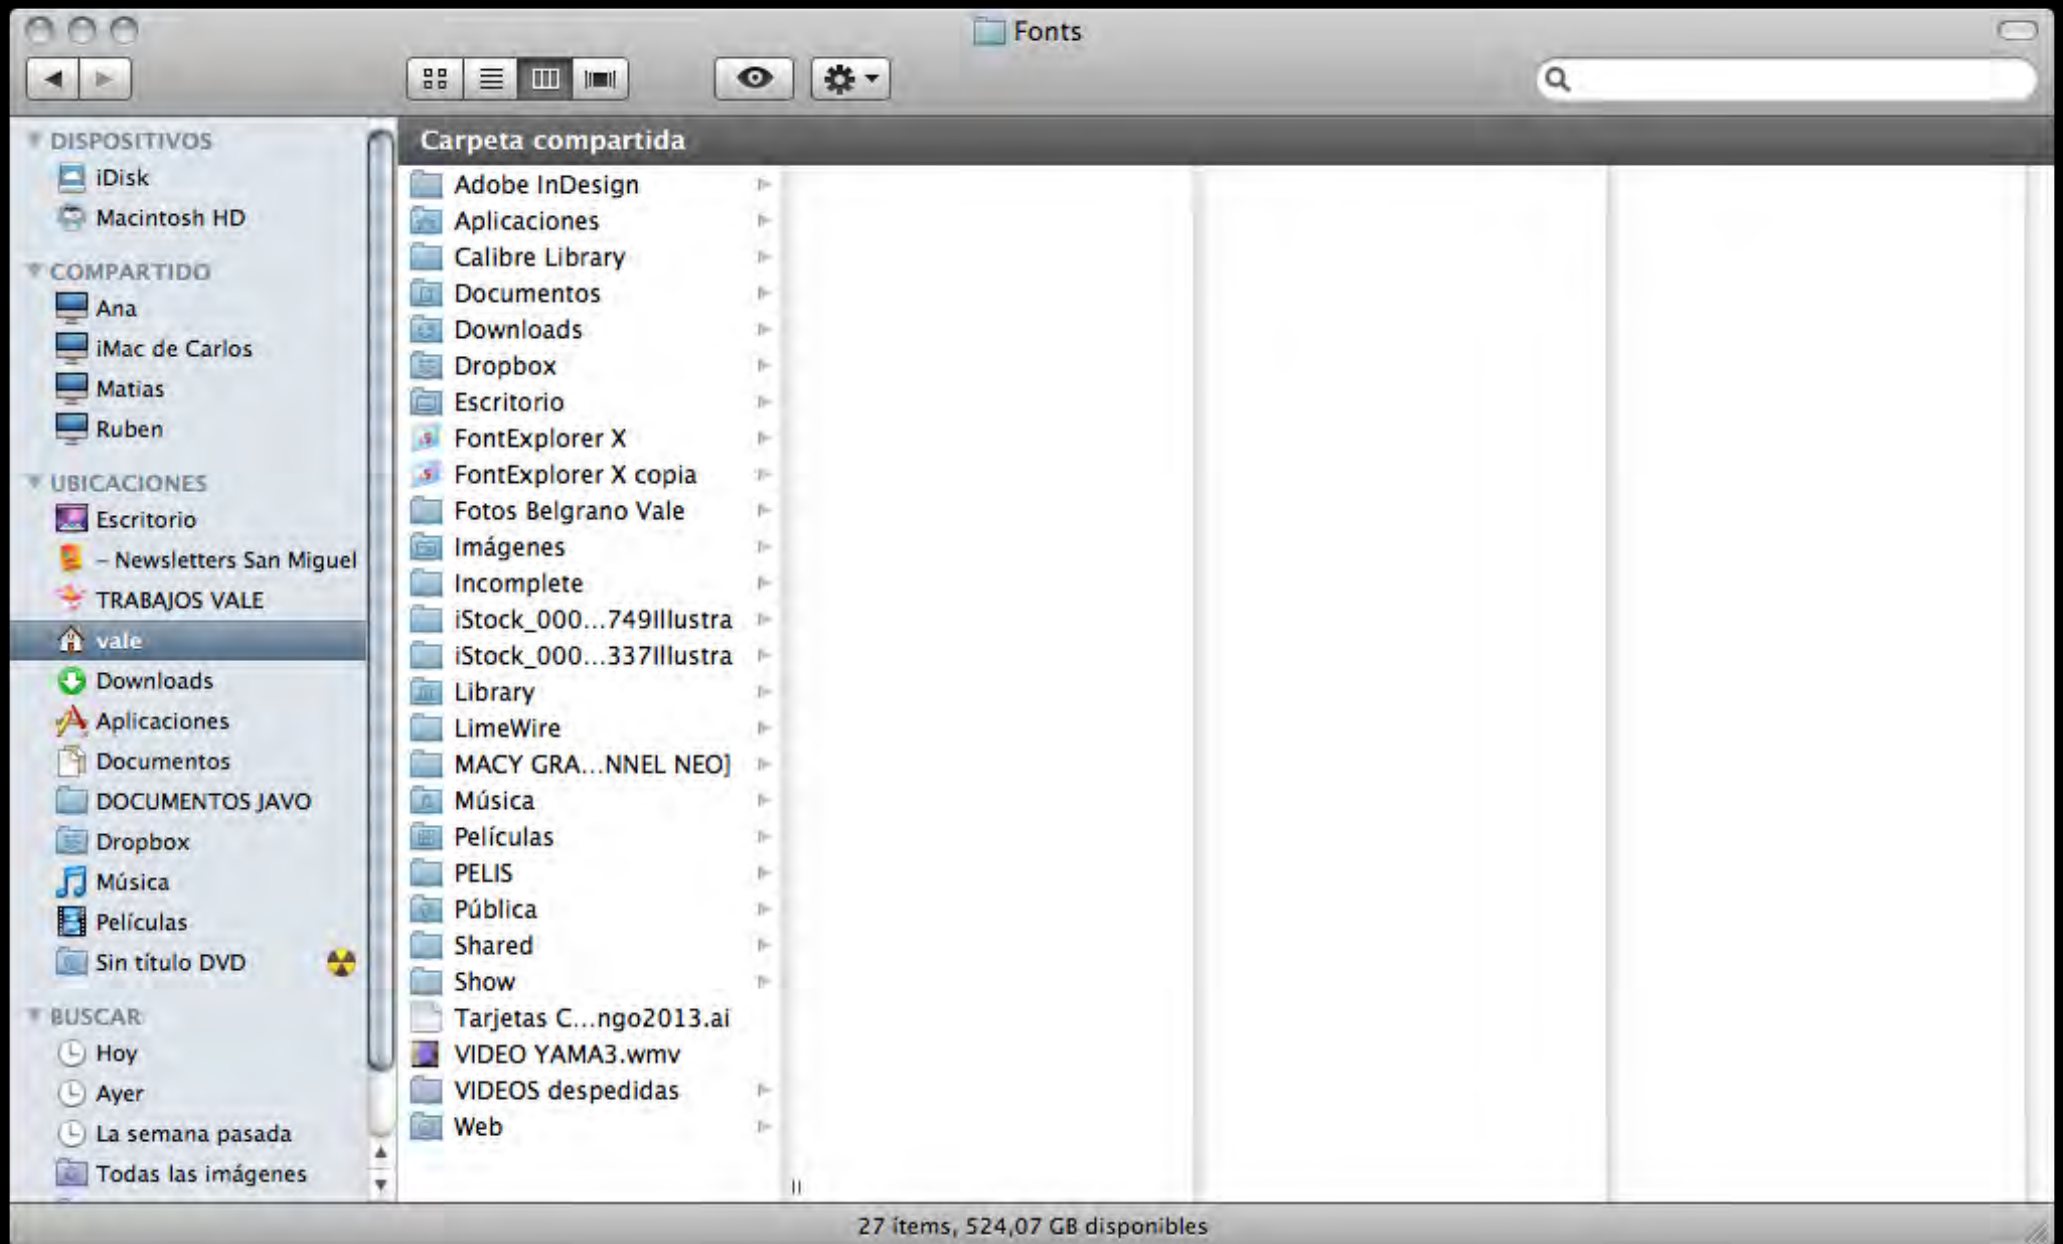 Fonts
DISPOSITIVOS
iDisk
Macintosh HD
COMPARTIDO
Ana
iMac de Carlos
Matias
Ruben
UBICACIONES
Escritorio
– Newsletters San Miguel
TRABAJOS VALE
vale
Downloads
Aplicaciones
Documentos
DOCUMENTOS JAVO
Dropbox
Música
Películas
Sin título DVD
BUSCAR
Hoy
Ayer
La semana pasada
Todas las imágenes
Carpeta compartida
Adobe InDesign
Aplicaciones
Calibre Library
Documentos
Downloads
Dropbox
Escritorio
FontExplorer X
FontExplorer X copia
Fotos Belgrano Vale
Imágenes
Incomplete
iStock_000...749Illustra
iStock_000...337Illustra
Library
LimeWire
MACY GRA...NNEL NEO]
Música
Películas
PELIS
Pública
Shared
Show
Tarjetas C...ngo2013.ai
VIDEO YAMA3.wmv
VIDEOS despedidas
Web
27 ítems, 524,07 GB disponibles